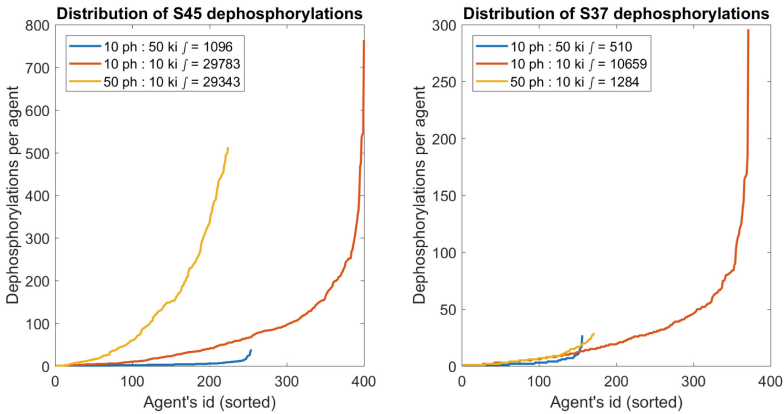 Distribution of S45 dephosphorylations
800
700
600
500
400
300
200
100
0
Dephosphorylations per agent
10 ph : 50 ki ∫ = 1096
10 ph : 10 ki ∫ = 29783
50 ph : 10 ki ∫ = 29343
0 100 200 300 400
Agent's id (sorted)
Distribution of S37 dephosphorylations
300
250
200
150
100
50
0
Dephosphorylations per agent
10 ph : 50 ki ∫ = 510
10 ph : 10 ki ∫ = 10659
50 ph : 10 ki ∫ = 1284
0 100 200 300 400
Agent's id (sorted)